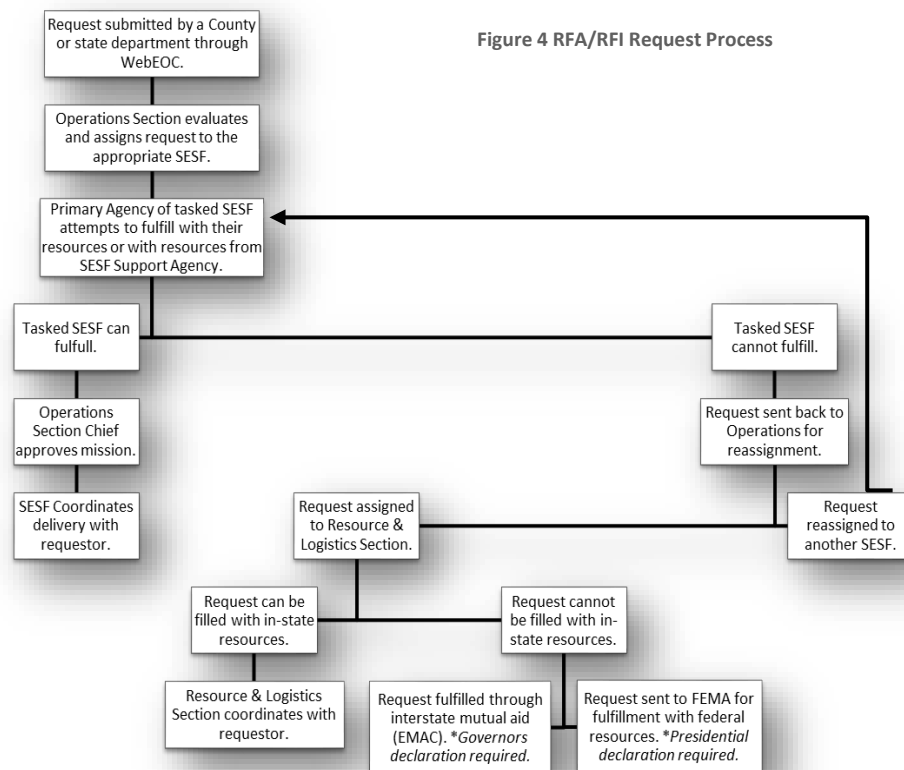 Figure 4 RFA/RFI Request Process
Request submitted by a County
or state department through
WebEOC.
Operations Section evaluates
and assigns request to the
appropriate SESF.
Primary Agency of tasked SESF
attempts to fulfill with their
resources or with resources from
SESF Support Agency.
Tasked SESF can
fulfull.
Tasked SESF
cannot fulfill.
Operations
Section Chief
approves mission.
Request sent back to
Operations for
reassignment.
SESF Coordinates
delivery with
requestor.
Request assigned
to Resource &
Logistics Section.
Request
reassigned to
another SESF.
Request can be
filled with in-state
resources.
Request cannot
be filled with in-
state resources.
Resource & Logistics
Section coordinates with
requestor.
Request fulfilled through
interstate mutual aid
(EMAC). *Governors
declaration required.
Request sent to FEMA for
fulfillment with federal
resources. *Presidential
declaration required.